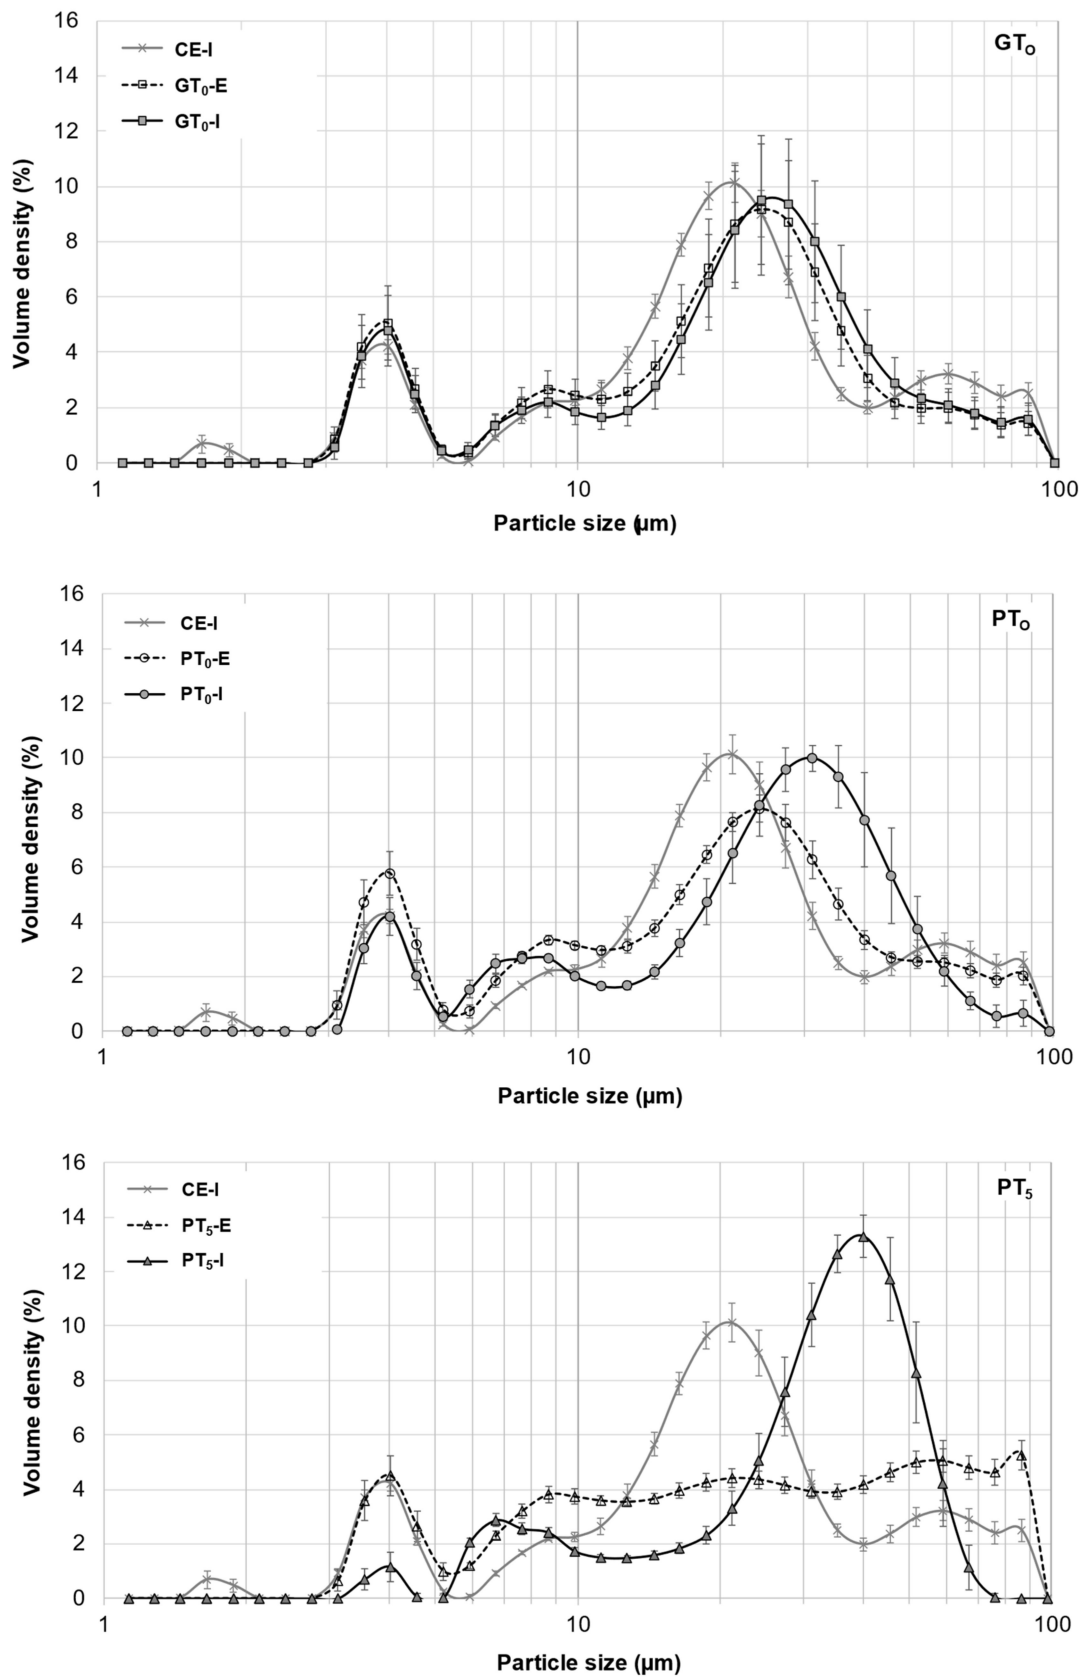 GTO
CE-I
GT0-E
GT0-I
Volume density (%)
16
14
12
10
8
6
4
2
0
1 10 100
Particle size (µm)
PTO
CE-I
PT0-E
PT0-I
Volume density (%)
16
14
12
10
8
6
4
2
0
1 10 100
Particle size (µm)
PT5
CE-I
PT5-E
PT5-I
Volume density (%)
16
14
12
10
8
6
4
2
0
1 10 100
Particle size (µm)